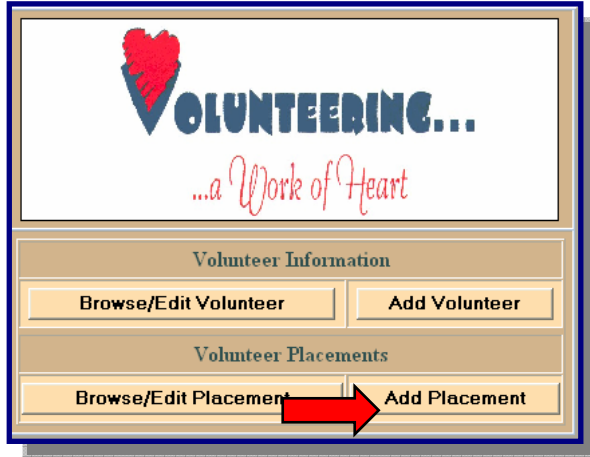 VOLUNTEERING...
...a Work of Heart
Volunteer Information
Browse/Edit Volunteer
Add Volunteer
Volunteer Placements
Browse/Edit Placement
Add Placement